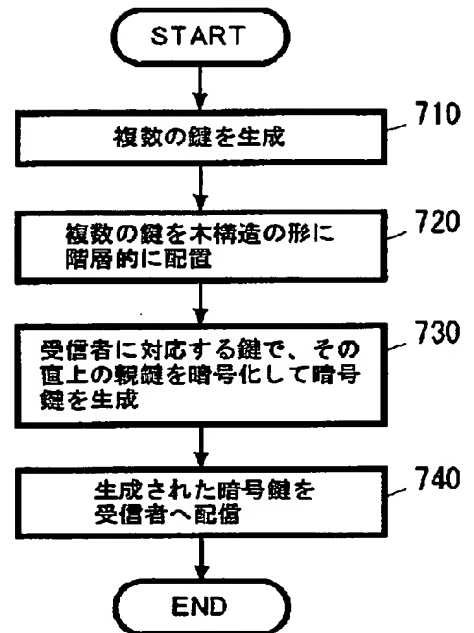 START
複数の鍵を生成
710
複数の鍵を木構造の形に
階層的に配置
720
受信者に対応する鍵で、その
直上の親鍵を暗号化して暗号
鍵を生成
730
生成された暗号鍵を
受信者へ配信
740
END